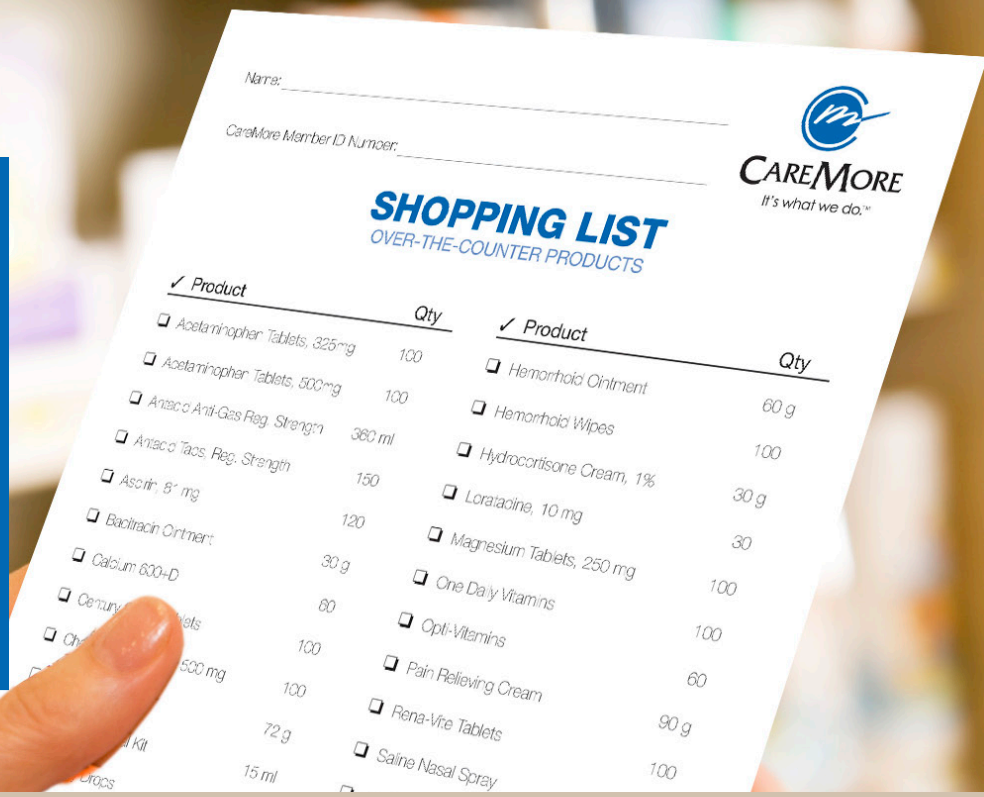 Name:
CareMore Member ID Number:
CAREMORE
It's what we do.™
SHOPPING LIST
OVER-THE-COUNTER PRODUCTS
✓ Product Qty
Acetaminophen Tablets, 325mg 100
Acetaminophen Tablets, 500mg 100
Antacid Anti-Gas Reg. Strength 360 ml
Antacid Tabs, Reg. Strength 150
Aspirin, 81 mg 120
Bacitracin Ointment 30 g
Calcium 600+D 60
Century 100
500 mg 100
72 g
Kit 15 ml
Drops
✓ Product Qty
Hemorrhoid Ointment 60 g
Hemorrhoid Wipes 100
Hydrocortisone Cream, 1% 30 g
Loratadine, 10 mg 30
Magnesium Tablets, 250 mg 100
One Daily Vitamins 100
Opti-Vitamins 60
Pain Relieving Cream 90 g
Rena-Vite Tablets 100
Saline Nasal Spray